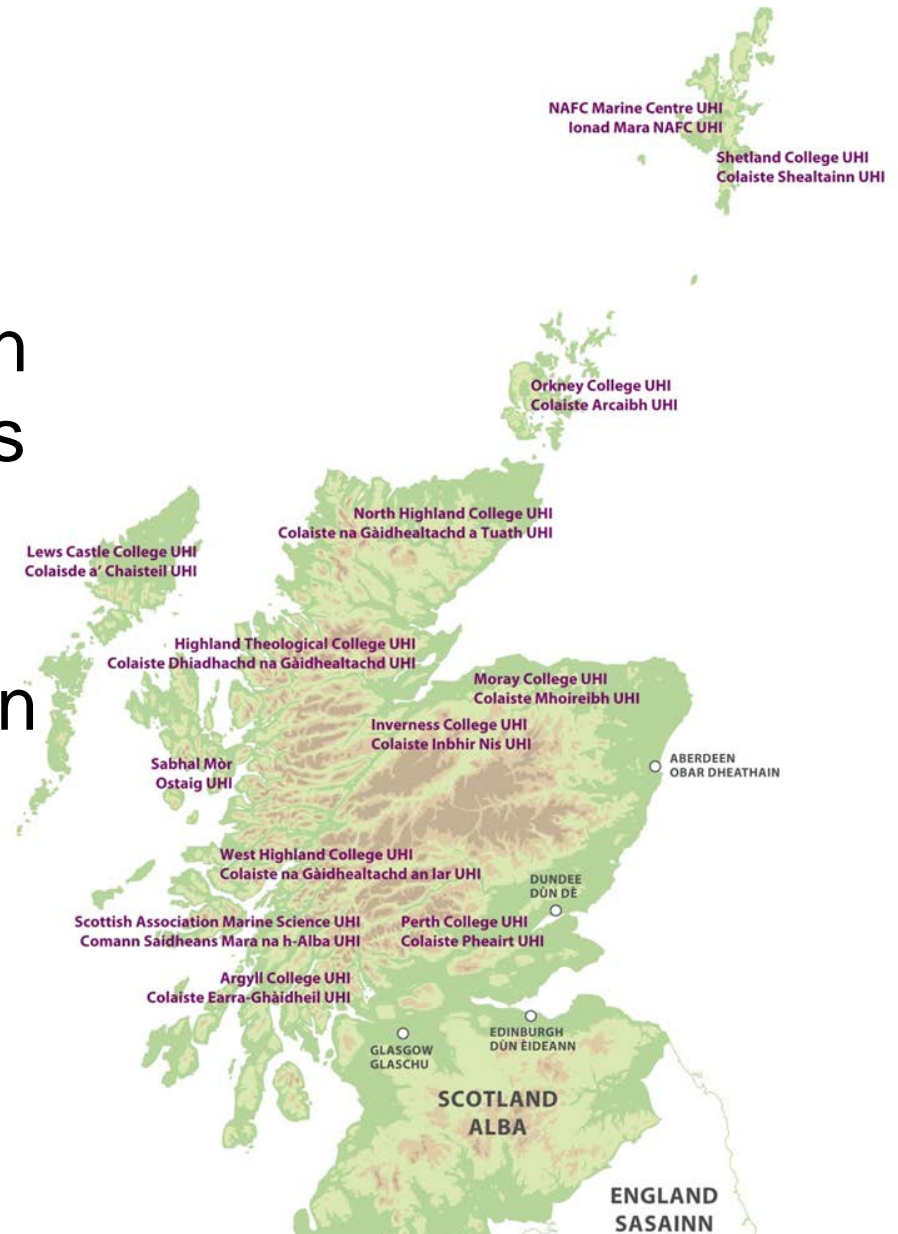 NAFC Marine Centre UHI
Ionad Mara NAFC UHI
Shetland College UHI
Colaiste Shealtainn UHI
n
s
Orkney College UHI
Colaiste Arcaibh UHI
North Highland College UHI
Colaiste na Gàidhealtachd a Tuath UHI
Lews Castle College UHI
Colaisde a' Chaisteil UHI
Highland Theological College UHI
Colaiste Dhiadhachd na Gàidhealtachd UHI
n
Moray College UHI
Colaiste Mhoireibh UHI
Inverness College UHI
Colaiste Inbhir Nis UHI
Sabhal Mòr
Ostaig UHI
ABERDEEN
OBAR DHEATHAIN
West Highland College UHI
Colaiste na Gàidhealtachd an Iar UHI
DUNDEE
DÙN DÈ
Scottish Association Marine Science UHI
Comann Saidheans Mara na h-Alba UHI
Perth College UHI
Colaiste Pheairt UHI
Argyll College UHI
Colaiste Earra-Ghàidheil UHI
GLASGOW
GLASCHU
EDINBURGH
DÙN ÈIDEANN
SCOTLAND
ALBA
ENGLAND
SASAINN